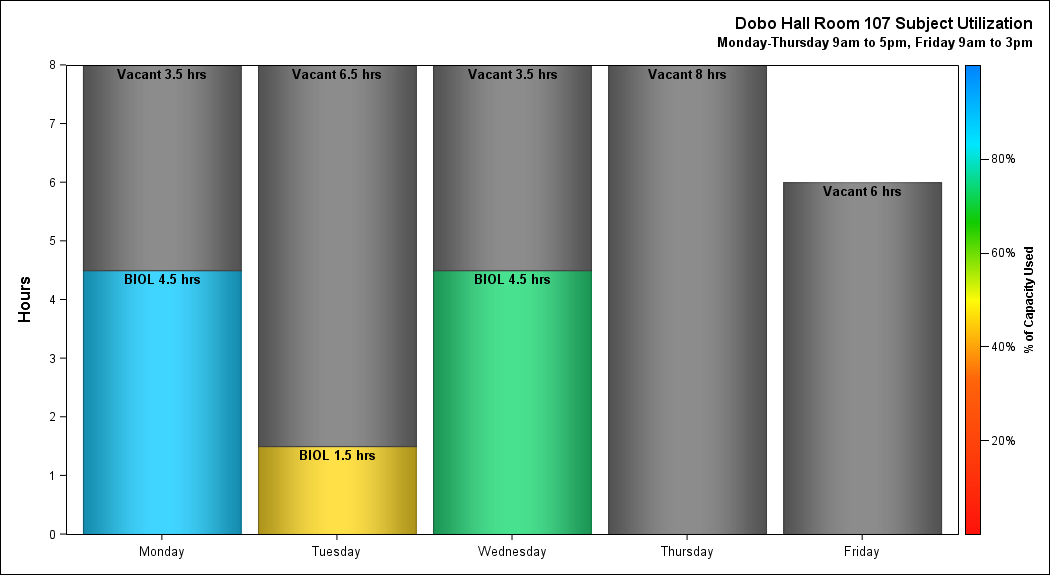 Dobo Hall Room 107 Subject Utilization
Monday-Thursday 9am to 5pm, Friday 9am to 3pm
Hours
8
7
6
5
4
3
2
1
0
Vacant 3.5 hrs
BIOL 4.5 hrs
Vacant 6.5 hrs
BIOL 1.5 hrs
Vacant 3.5 hrs
BIOL 4.5 hrs
Vacant 8 hrs
Vacant 6 hrs
Monday
Tuesday
Wednesday
Thursday
Friday
80%
60%
40%
20%
% of Capacity Used